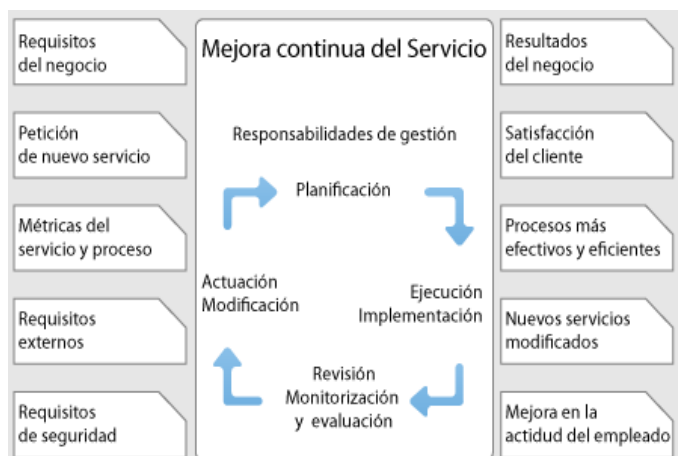 Requisitos
del negocio
Petición
de nuevo servicio
Métricas del
servicio y proceso
Requisitos
externos
Requisitos
de seguridad
Mejora continua del Servicio
Responsabilidades de gestión
Planificación
Ejecución
Implementación
Revisión
Monitorización
y evaluación
Actuación
Modificación
Resultados
del negocio
Satisfacción
del cliente
Procesos más
efectivos y eficientes
Nuevos servicios
modificados
Mejora en la
actidud del empleado